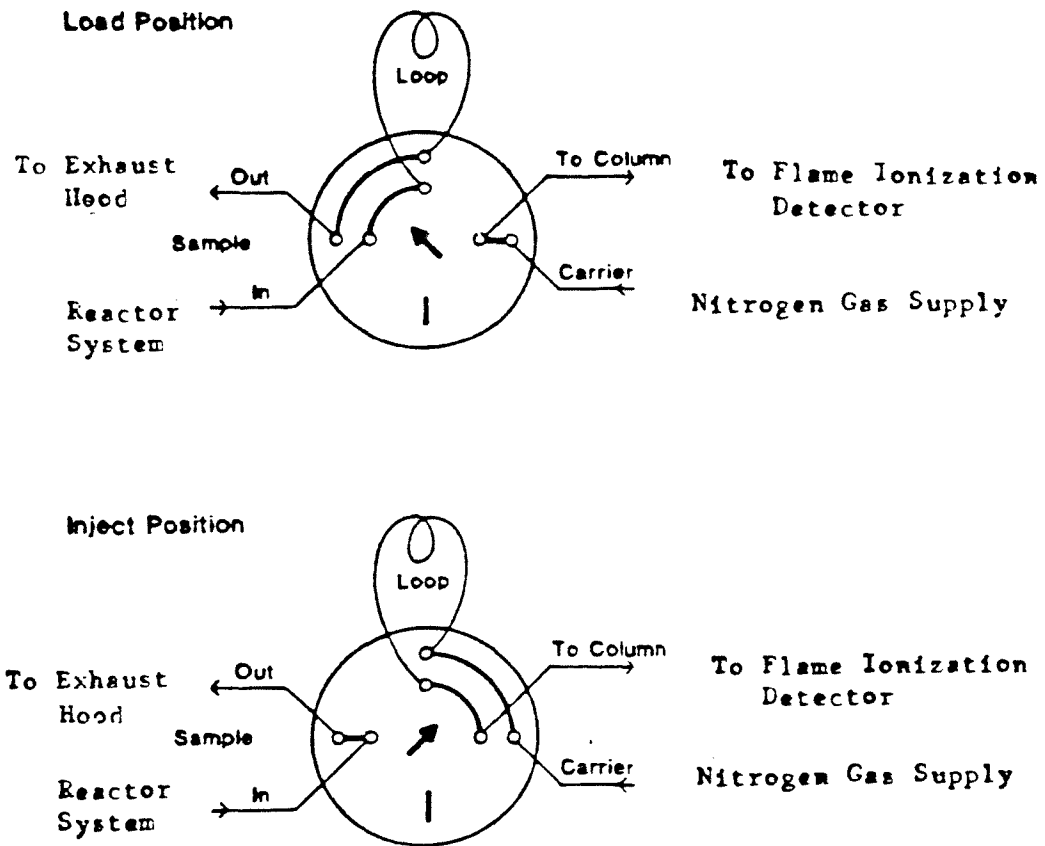 Load Position
Loop
To Exhaust
Hood
Out
To Column
To Flame Ionization
Detector
Sample
Carrier
In
Reactor
System
Nitrogen Gas Supply
Inject Position
Loop
To Exhaust
Hood
Out
To Column
To Flame Ionization
Detector
Sample
Carrier
In
Reactor
System
Nitrogen Gas Supply